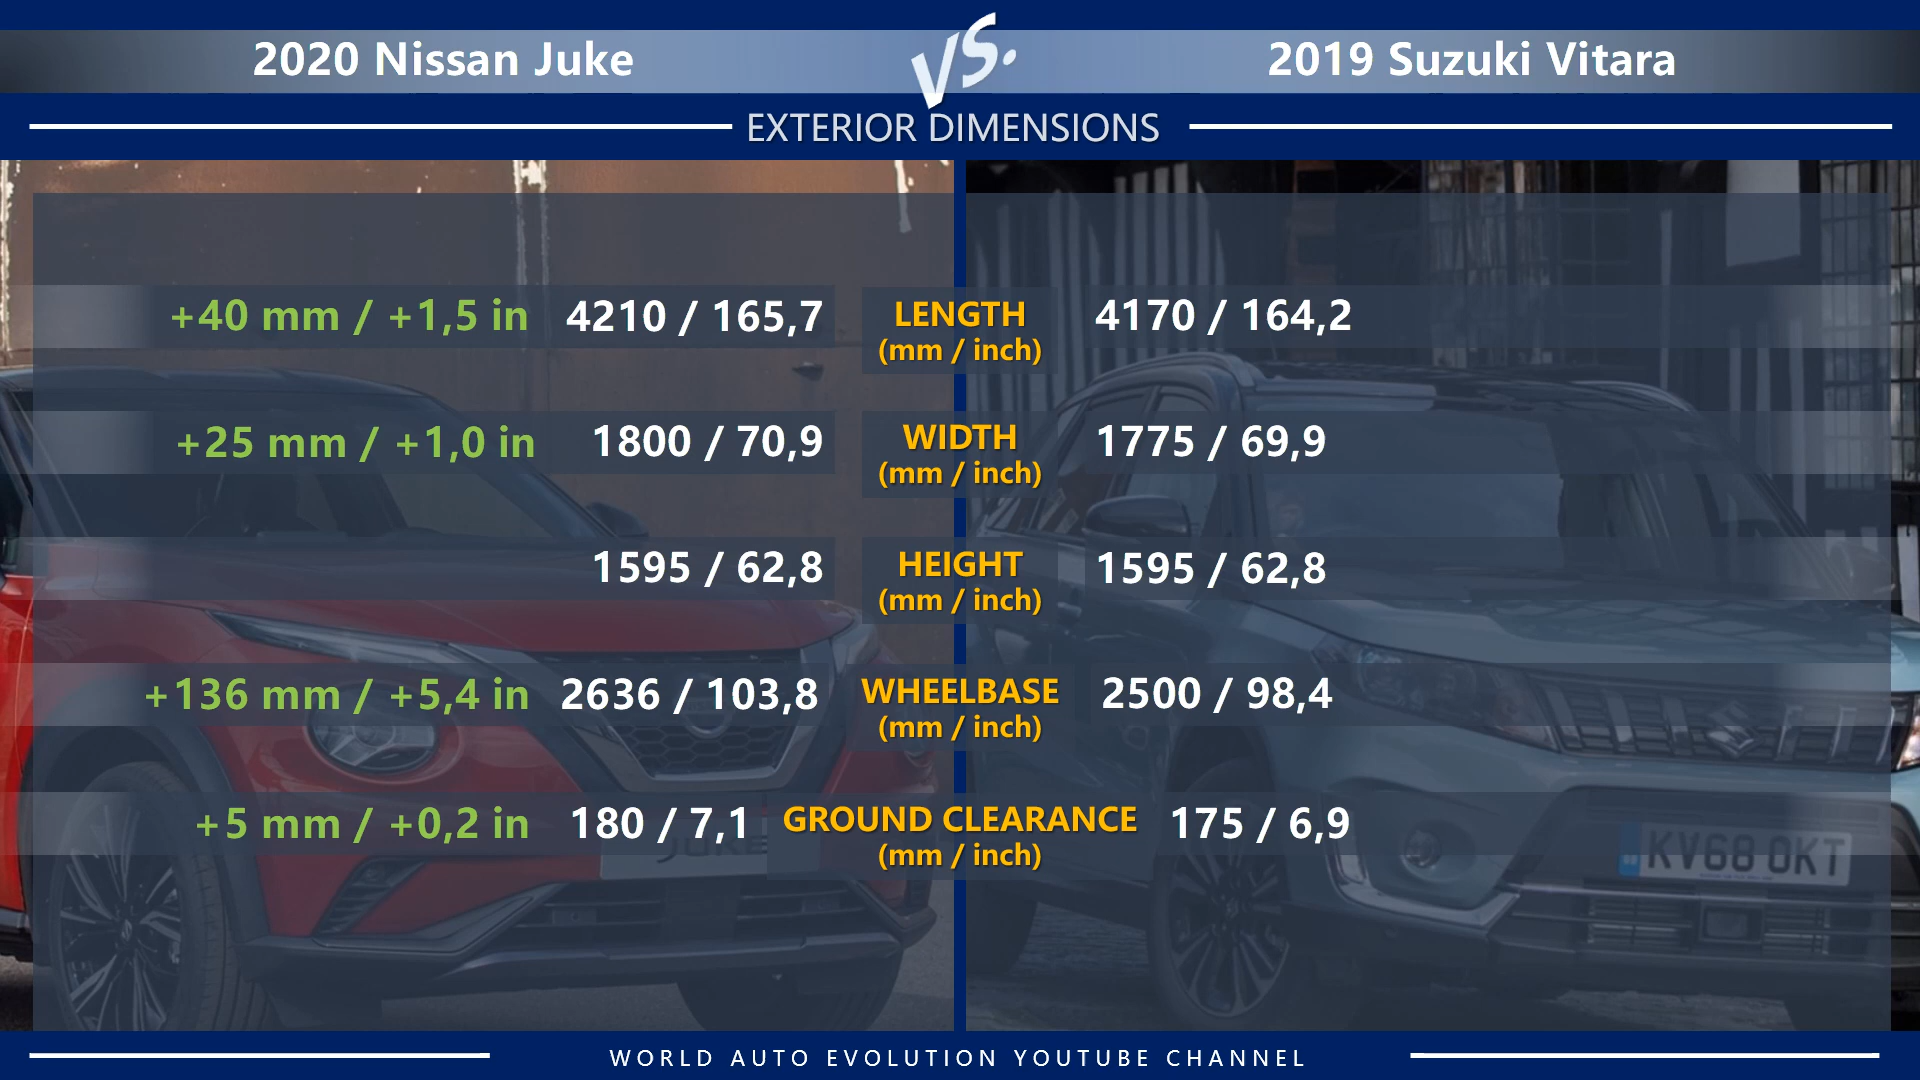 2020 Nissan Juke VS. 2019 Suzuki Vitara
EXTERIOR DIMENSIONS
+40 mm / +1,5 in 4210 / 165,7 LENGTH 4170 / 164,2
(mm / inch)
+25 mm / +1,0 in 1800 / 70,9 WIDTH 1775 / 69,9
(mm / inch)
1595 / 62,8 HEIGHT 1595 / 62,8
(mm / inch)
+136 mm / +5,4 in 2636 / 103,8 WHEELBASE 2500 / 98,4
(mm / inch)
+5 mm / +0,2 in 180 / 7,1 GROUND CLEARANCE 175 / 6,9
(mm / inch)
JUKE
KV68 OKT
WORLD AUTO EVOLUTION YOUTUBE CHANNEL